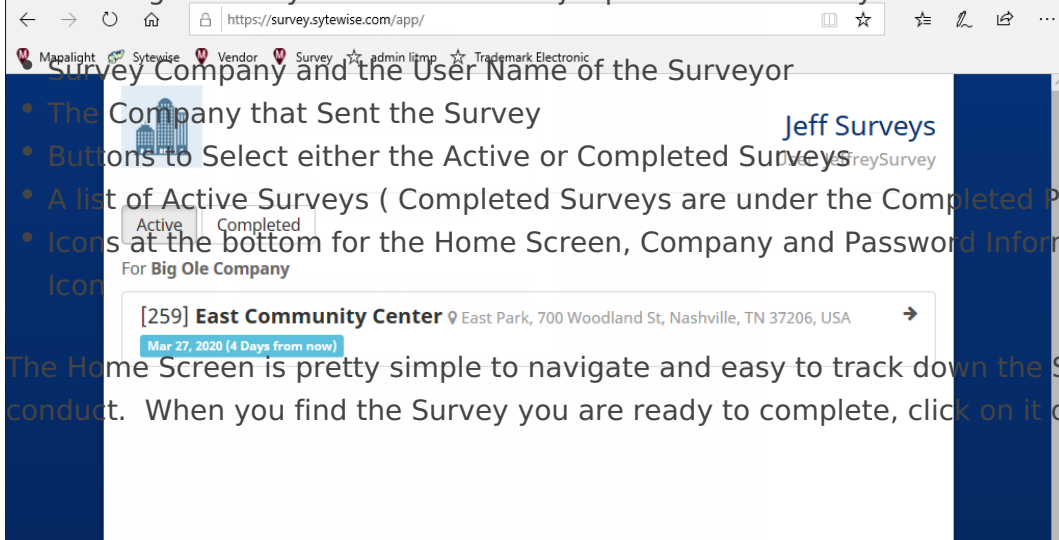 https://survey.sytewise.com/app/
Mapalight Sytewise Vendor Survey admin litmp Trademark Electronic
Survey Company and the User Name of the Surveyor
The Company that Sent the Survey
Jeff Surveys
Buttons to Select either the Active or Completed Surveys
JeffreySurvey
A list of Active Surveys ( Completed Surveys are under the Completed
Active Completed
Icons at the bottom for the Home Screen, Company and Password
For Big Ole Company
Icon
[259] East Community Center East Park, 700 Woodland St, Nashville, TN 37206, USA
Mar 27, 2020 (4 Days from now)
The Home Screen is pretty simple to navigate and easy to track down the
conduct. When you find the Survey you are ready to complete, click on it